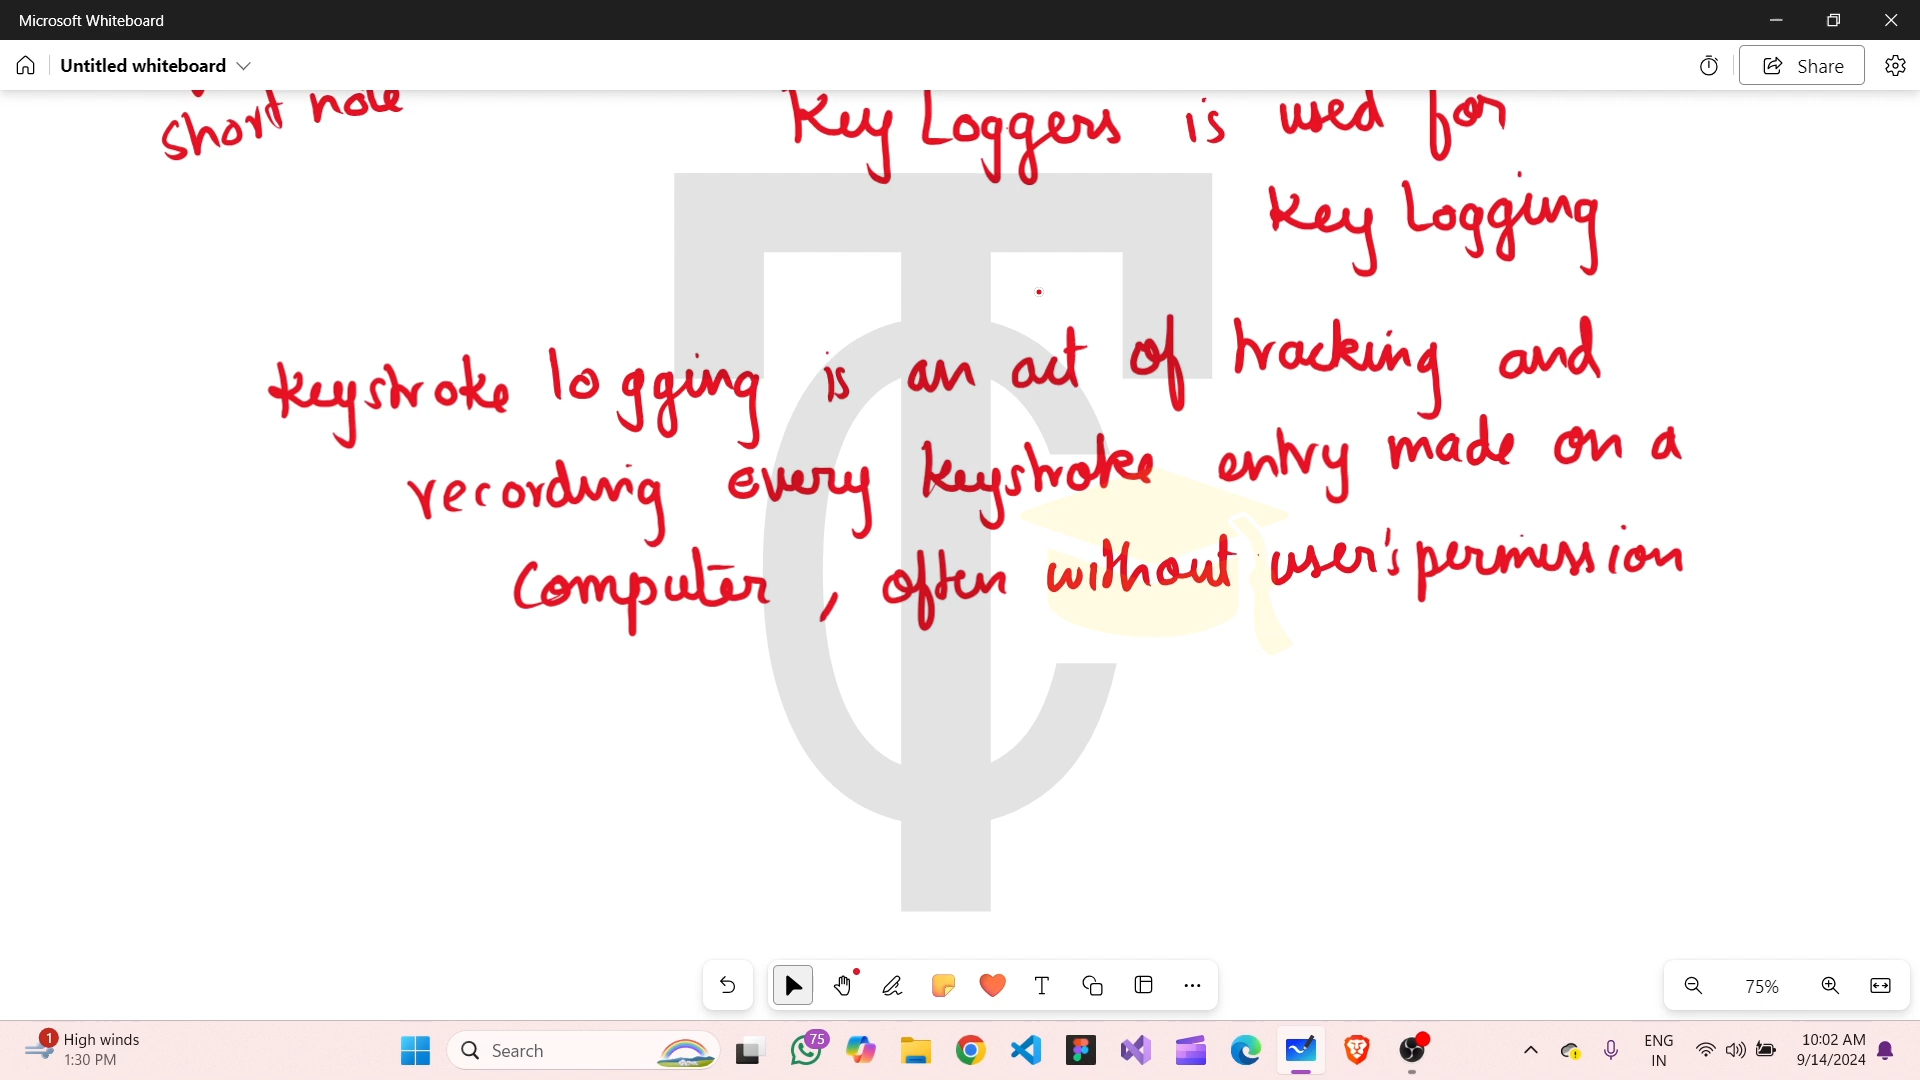 Microsoft Whiteboard
Untitled whiteboard
Share
short note
Key Loggers is used for
Key Logging
keystroke logging is an act of tracking and
recording every keystroke entry made on a
Computer, often without user's permission
75%
1 High winds
1:30 PM
Search
75
ENG
IN
10:02 AM
9/14/2024